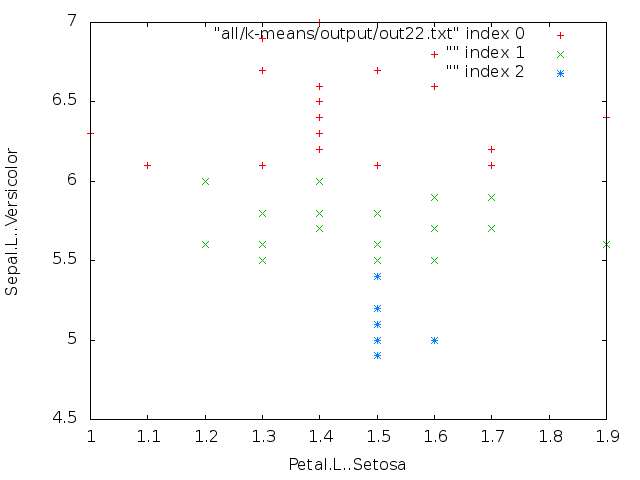 "all/k-means/output/out22.txt" index 0
"" index 1
"" index 2
7
6.5
6
5.5
5
4.5
1 1.1 1.2 1.3 1.4 1.5 1.6 1.7 1.8 1.9
Sepal.L..Versicolor
Petal.L..Setosa